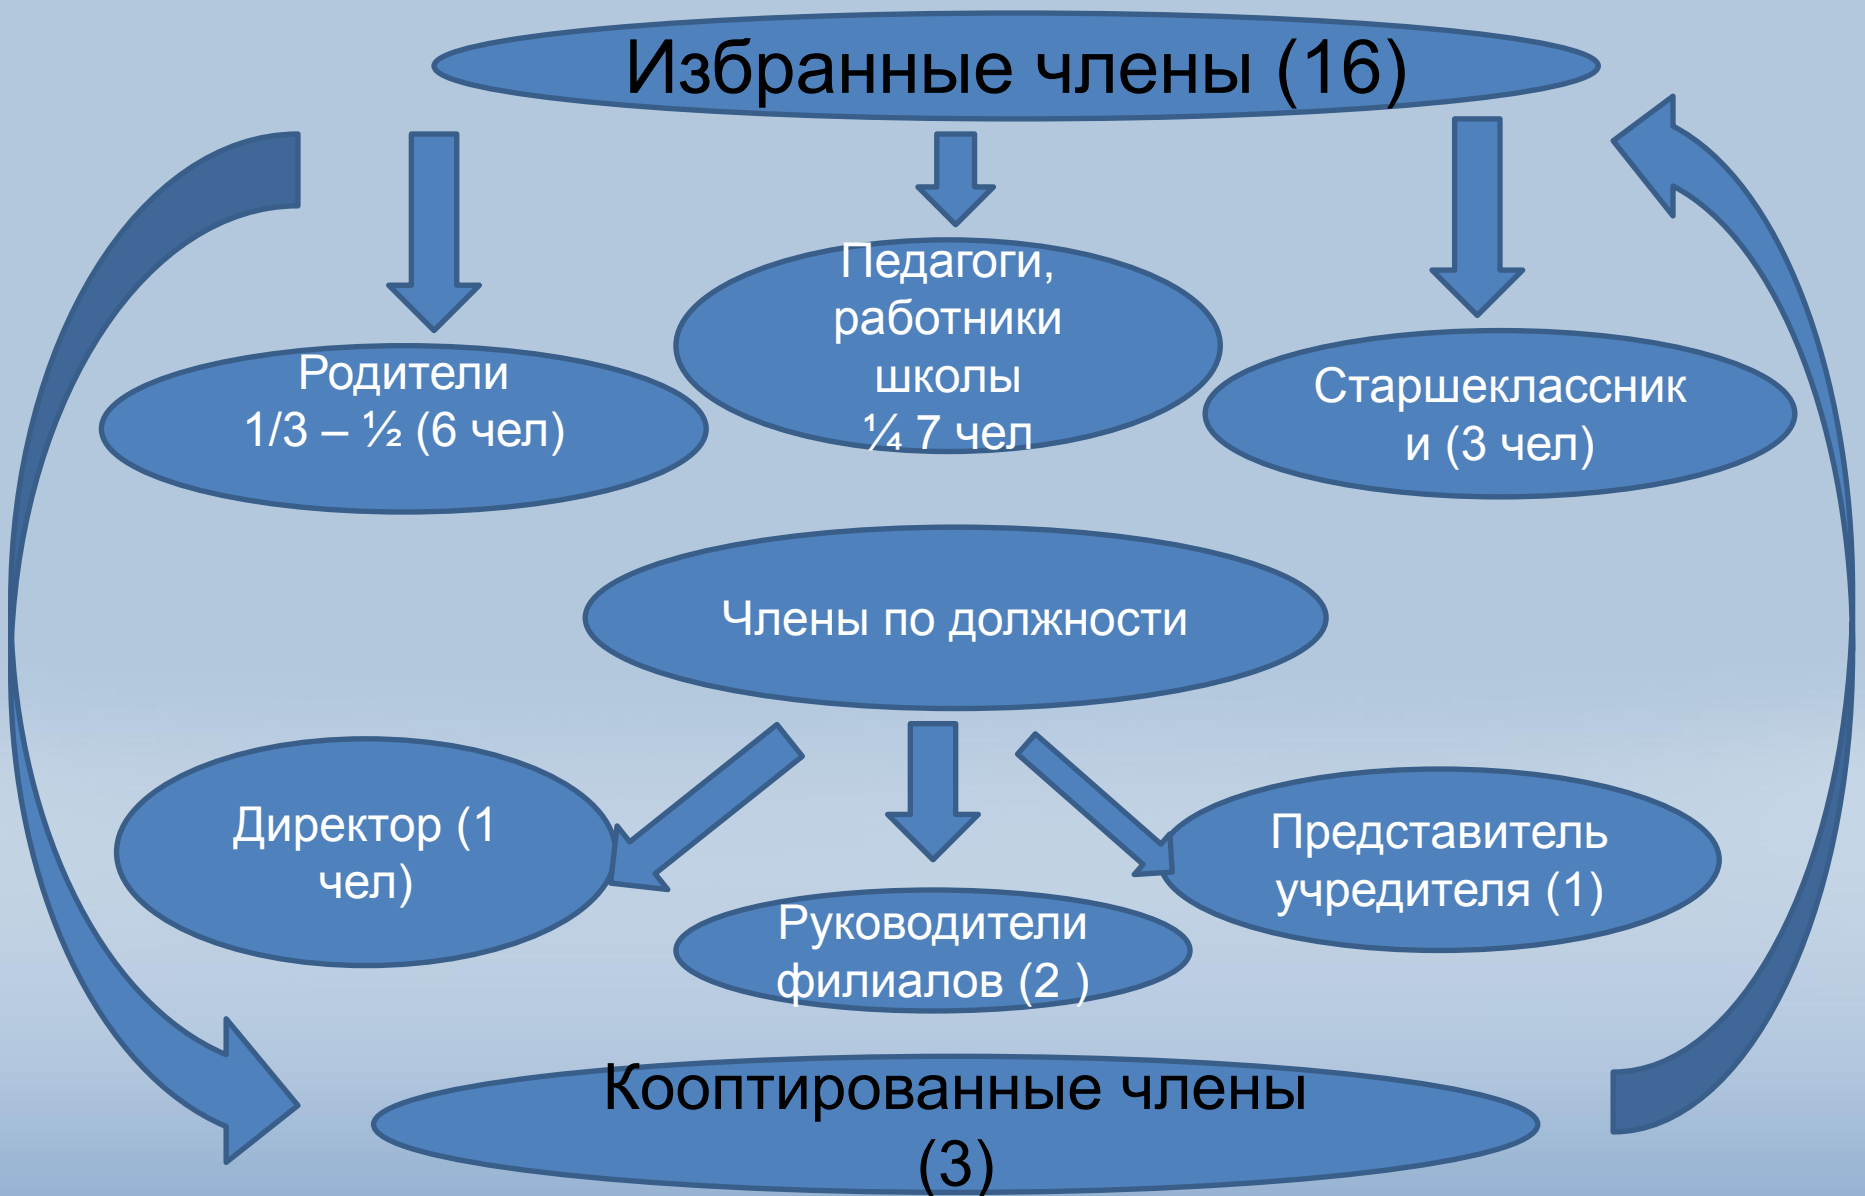 Избранные члены (16)
Педагоги,
работники
школы
¼ 7 чел
Родители
1/3 – ½ (6 чел)
Старшеклассник
и (3 чел)
Члены по должности
Директор (1
чел)
Руководители
филиалов (2 )
Представитель
учредителя (1)
Кооптированные члены
(3)